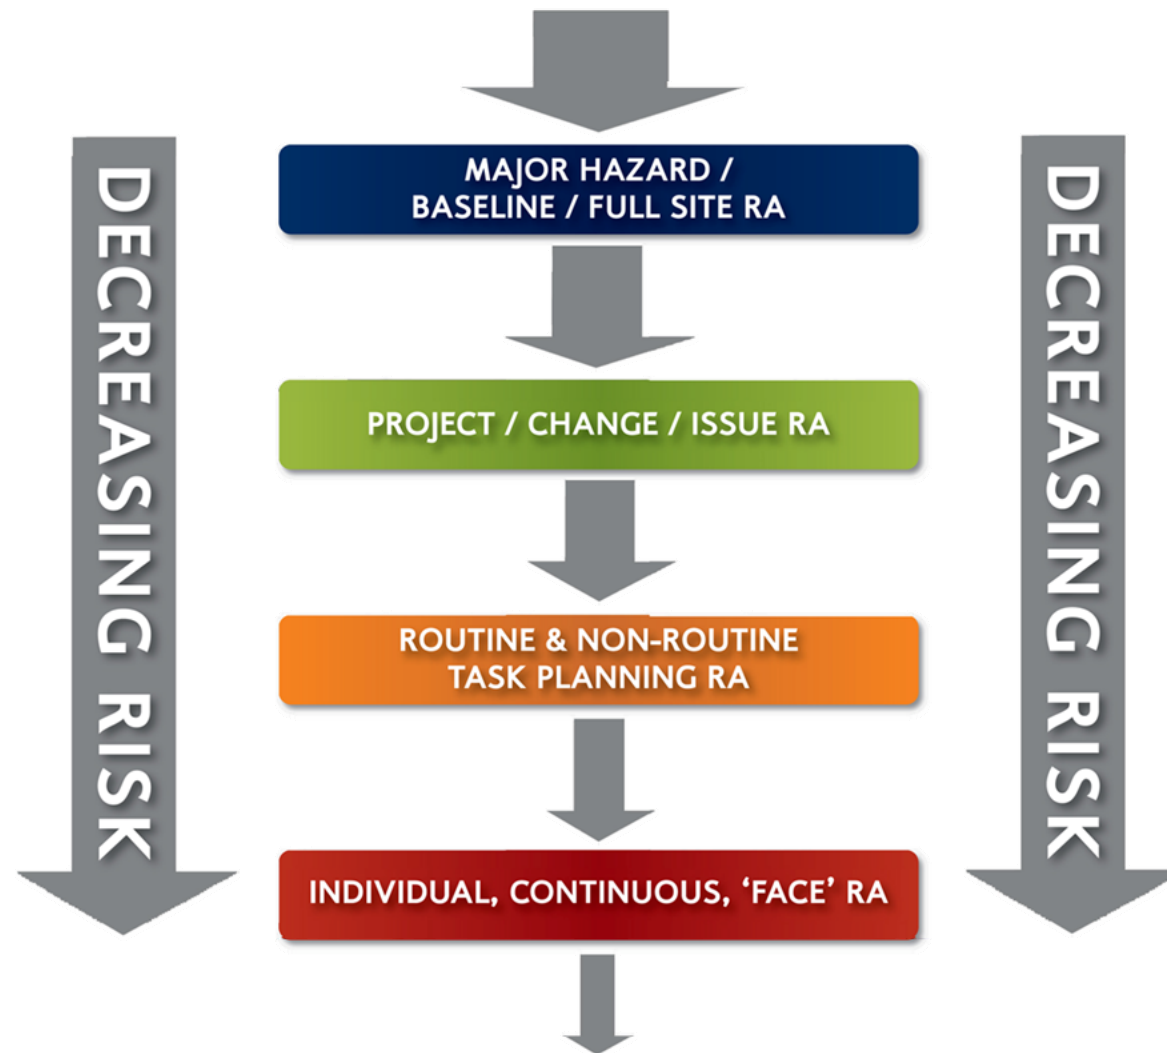 DECREASING RISK
MAJOR HAZARD /
BASELINE / FULL SITE RA
PROJECT / CHANGE / ISSUE RA
ROUTINE & NON-ROUTINE
TASK PLANNING RA
INDIVIDUAL, CONTINUOUS, ‘FACE’ RA
DECREASING RISK